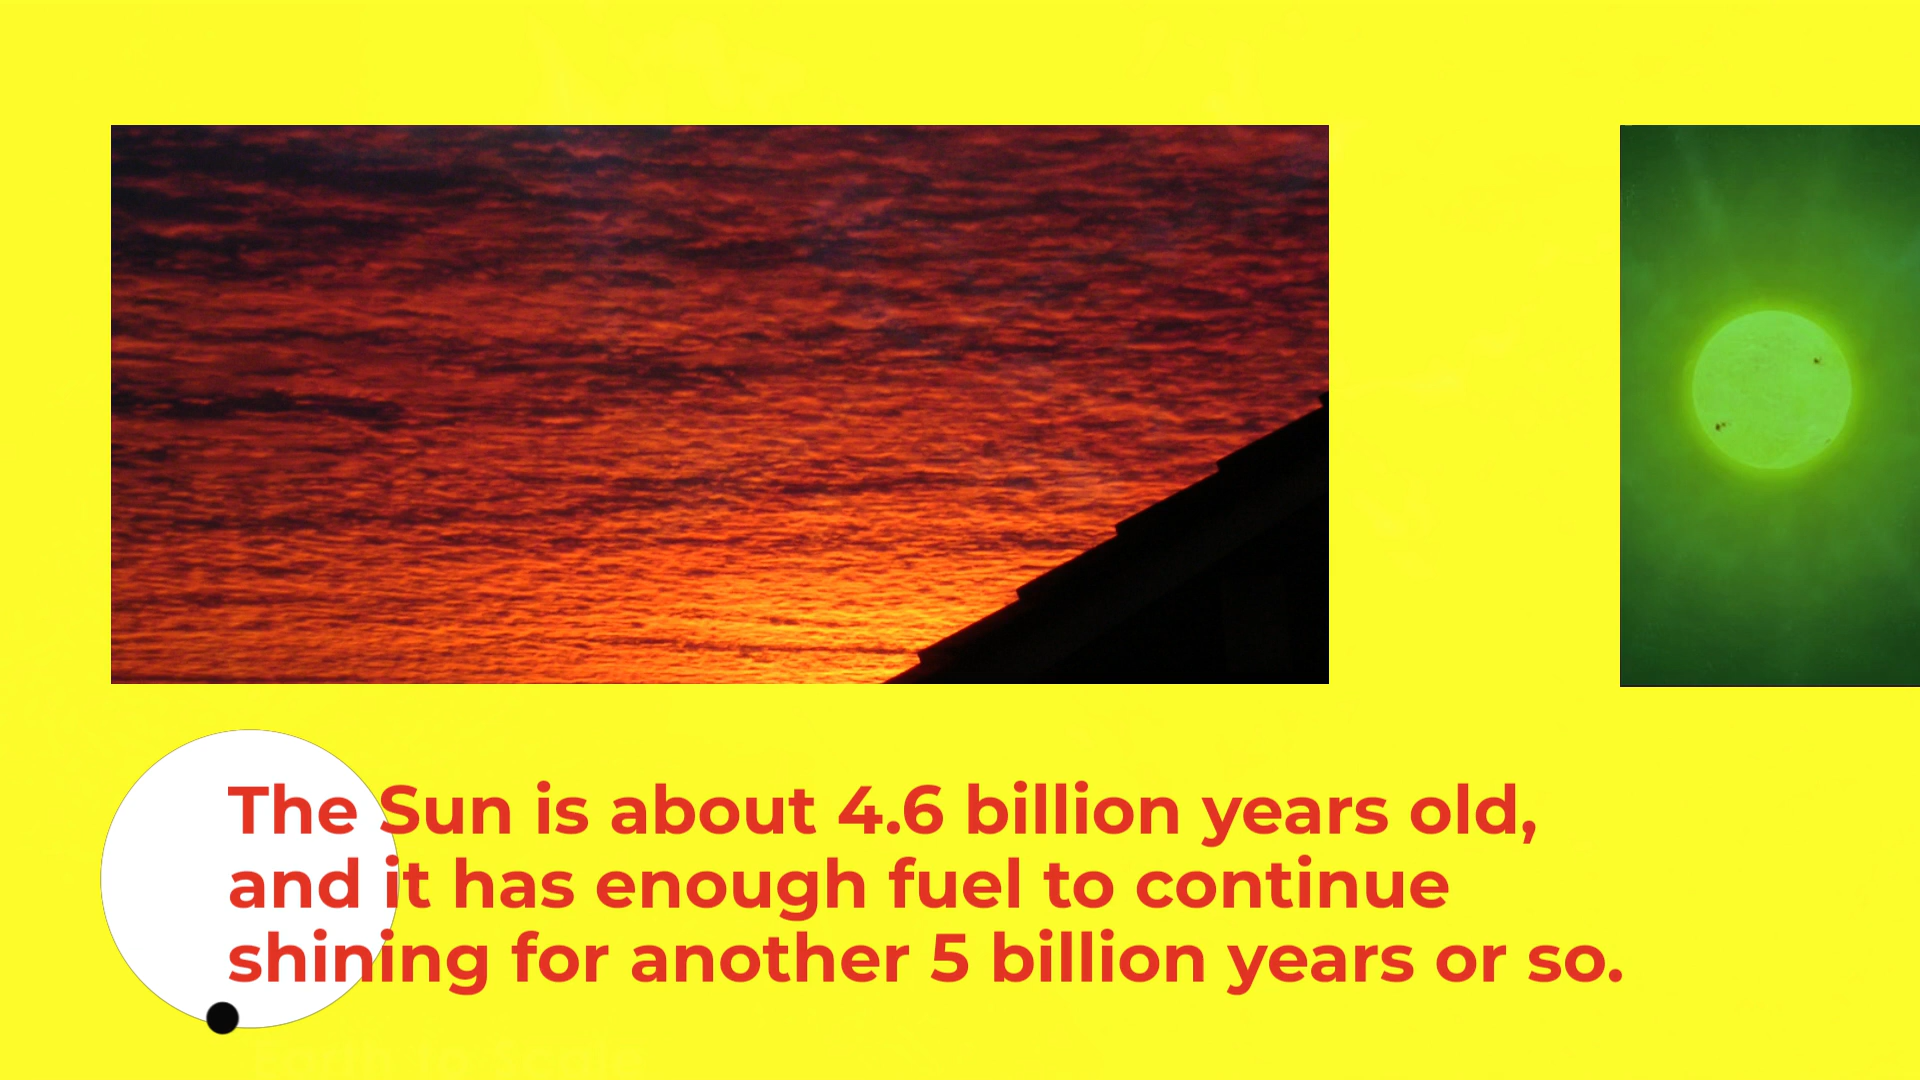 The Sun is about 4.6 billion years old,
and it has enough fuel to continue
shining for another 5 billion years or so.